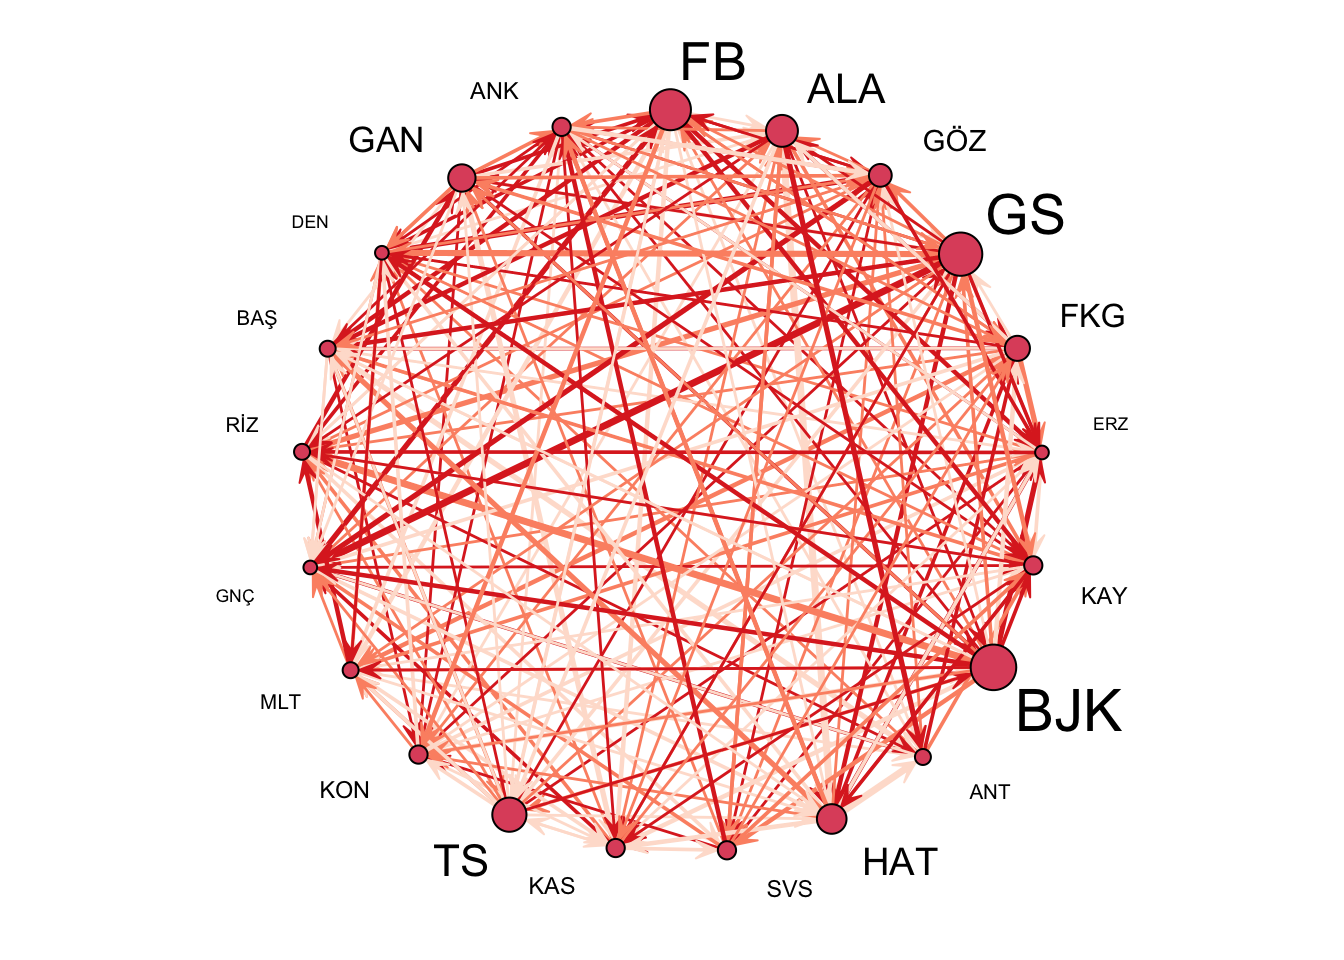 FB
ALA
ANK
GAN
GÖZ
GS
DEN
BAŞ
FKG
RİZ
ERZ
GNÇ
KAY
MLT
BJK
KON
ANT
TS
HAT
KAS
SVS